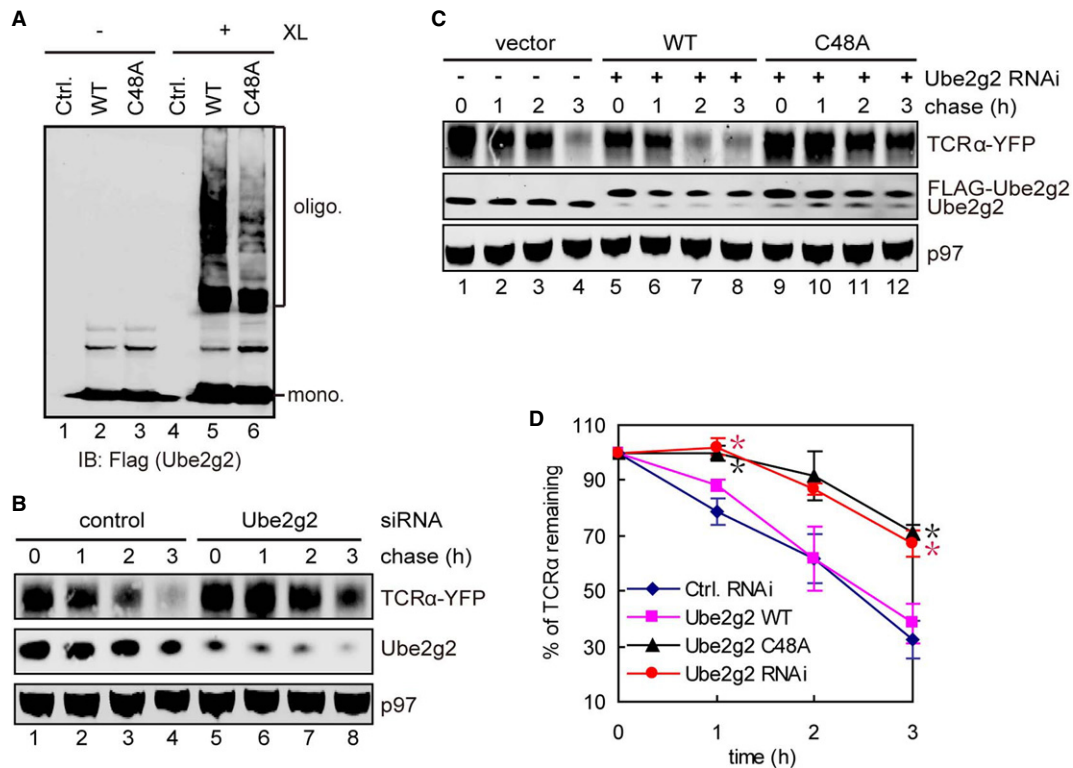 A
- + XL
Ctrl. WT C48A Ctrl. WT C48A
oligo.
mono.
1 2 3 4 5 6
IB: Flag (Ube2g2)
B
control Ube2g2 siRNA
0 1 2 3 0 1 2 3 chase (h)
TCRα-YFP
Ube2g2
p97
1 2 3 4 5 6 7 8
C
vector WT C48A
- - - - + + + + + + + + Ube2g2 RNAi
0 1 2 3 0 1 2 3 0 1 2 3 chase (h)
TCRα-YFP
FLAG-Ube2g2
Ube2g2
p97
1 2 3 4 5 6 7 8 9 10 11 12
D
% of TCRα remaining
110
90
70
50
30
10
* *
* *
Ctrl. RNAi
Ube2g2 WT
Ube2g2 C48A
Ube2g2 RNAi
0 1 2 3
time (h)